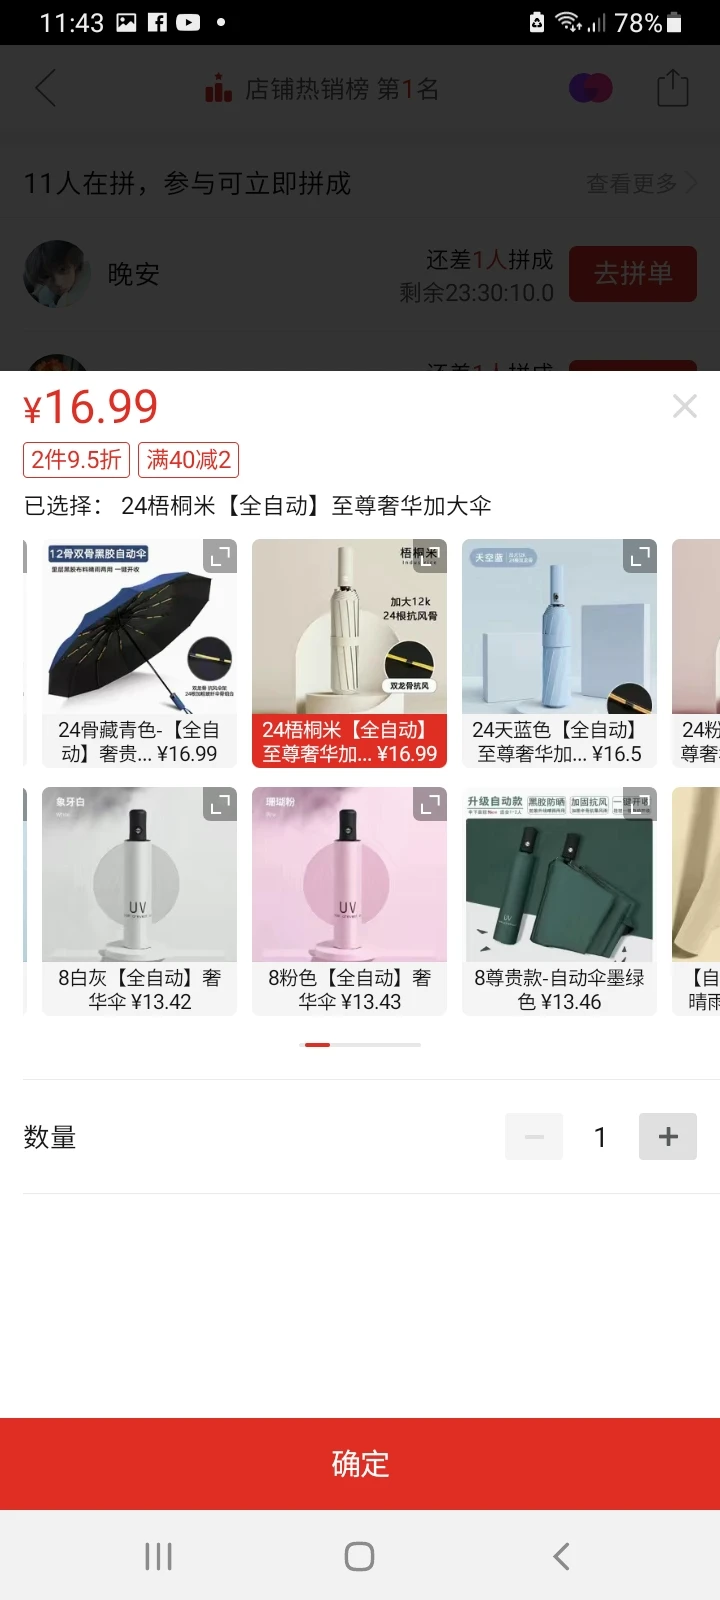 11:43
78%
店铺热销榜 第1名
11人在拼，参与可立即拼成
查看更多
晚安
还差1人拼成
剩余23:30:10.0
去拼单
还差1人拼成
¥16.99
2件9.5折
满40减2
已选择： 24梧桐米【全自动】至尊奢华加大伞
12骨双骨黑胶自动伞
24骨藏青色-【全自
动】奢贵... ¥16.99
梧桐米
加大12k
24根抗风骨
双龙骨抗风
24梧桐米【全自动】
至尊奢华加... ¥16.99
天空蓝
24天蓝色【全自动】
至尊奢华加... ¥16.5
24粉
尊奢
象牙白
UV
8白灰【全自动】奢
华伞 ¥13.42
珊瑚粉
UV
8粉色【全自动】奢
华伞 ¥13.43
升级自动款
黑胶防晒
加固抗风
UV
8尊贵款-自动伞墨绿
色 ¥13.46
【自
晴雨
数量
1
确定